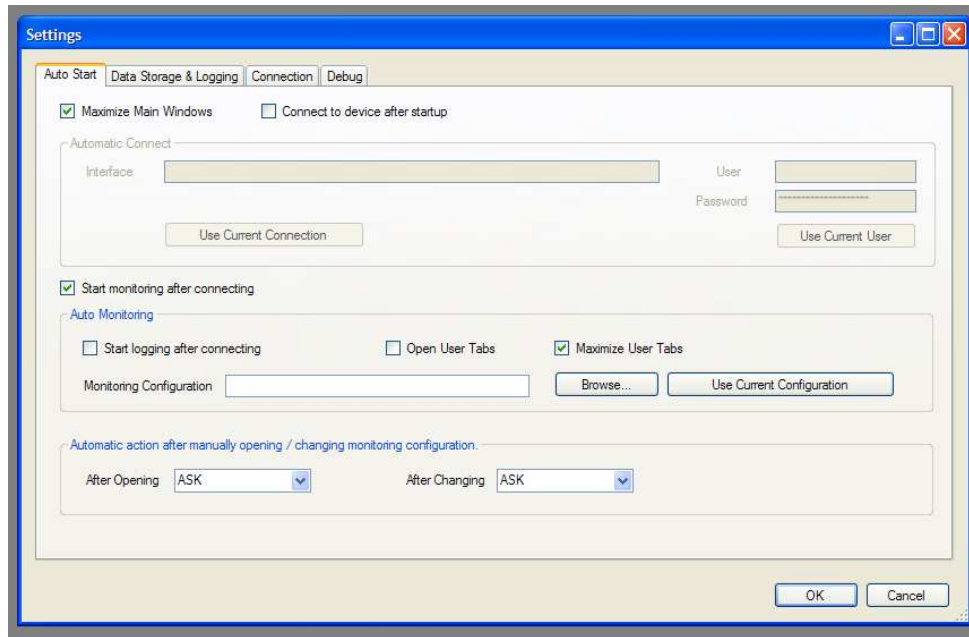 Settings
Auto Start Data Storage & Logging Connection Debug
Maximize Main Windows Connect to device after startup
Automatic Connect
Interface User
Password --------------------
Use Current Connection Use Current User
Start monitoring after connecting
Auto Monitoring
Start logging after connecting Open User Tabs Maximize User Tabs
Monitoring Configuration Browse... Use Current Configuration
Automatic action after manually opening / changing monitoring configuration.
After Opening ASK After Changing ASK
OK Cancel